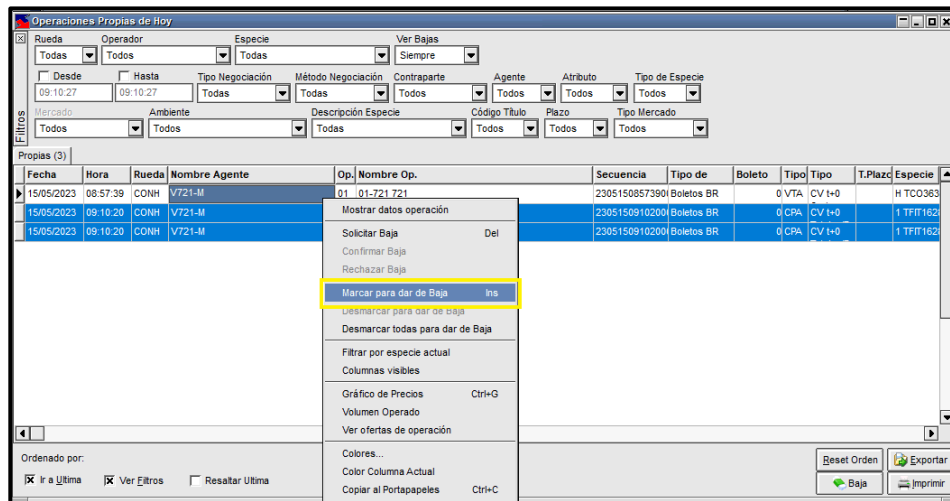 Operaciones Propias de Hoy
Rueda Operador Especie Ver Bajas
Todas Todos Todas Siempre
Desde Hasta Tipo Negociación Método Negociación Contraparte Agente Atributo Tipo de Especie
09:10:27 09:10:27 Todas Todas Todos Todos Todos Todos
Mercado Ambiente Descripción Especie Código Título Plazo Tipo Mercado
Todos Todos Todas Todos Todos Todos
Filtros
Propias (3)
Fecha Hora Rueda Nombre Agente Op. Nombre Op. Secuencia Tipo de Boleto Tipo Tipo T.Plazo Especie
15/05/2023 08:57:39 CONH V721-M 01 01-721 721 23051508573900 Boletos BR 0 VTA CV t+0 H TCO363
15/05/2023 09:10:20 CONH V721-M 23051509102000 Boletos BR 0 CPA CV t+0 1 TFIT1628
15/05/2023 09:10:20 CONH V721-M 23051509102000 Boletos BR 0 CPA CV t+0 1 TFIT1628
Mostrar datos operación
Solicitar Baja Del
Confirmar Baja
Rechazar Baja
Marcar para dar de Baja Ins
Desmarcar para dar de Baja
Desmarcar todas para dar de Baja
Filtrar por especie actual
Columnas visibles
Gráfico de Precios Ctrl+G
Volumen Operado
Ver ofertas de operación
Colores...
Color Columna Actual
Copiar al Portapapeles Ctrl+C
Ordenado por:
Reset Orden Exportar
Ir a Ultima Ver Filtros Resaltar Ultima
Baja Imprimir